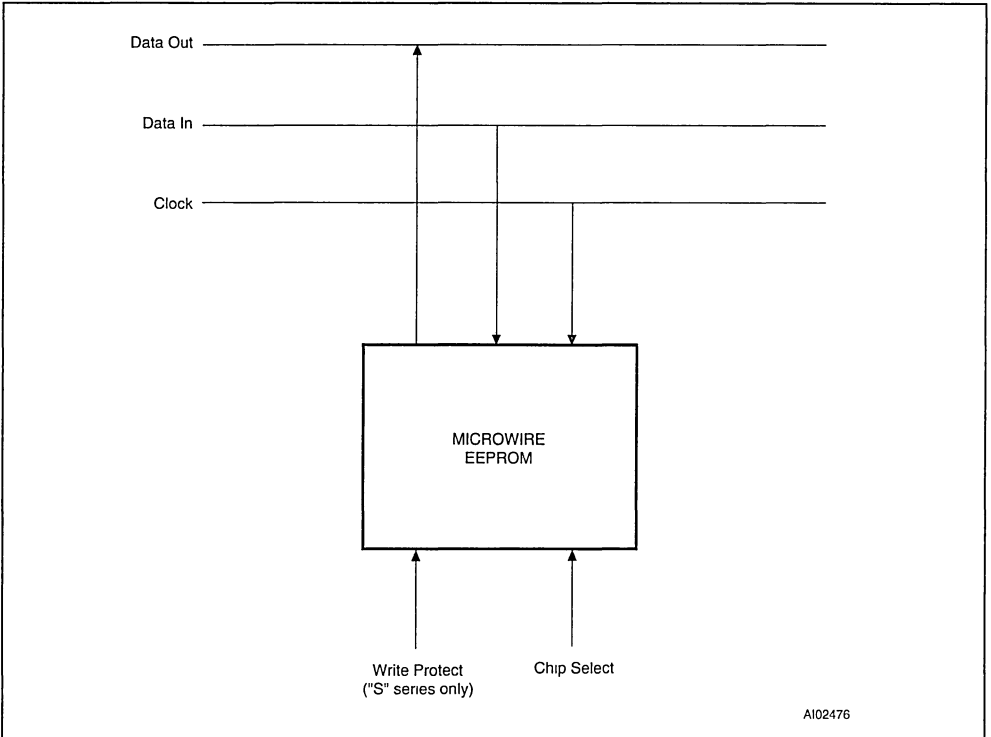 Data Out
Data In
Clock
MICROWIRE
EEPROM
Write Protect
("S" series only)
Chip Select
AI02476